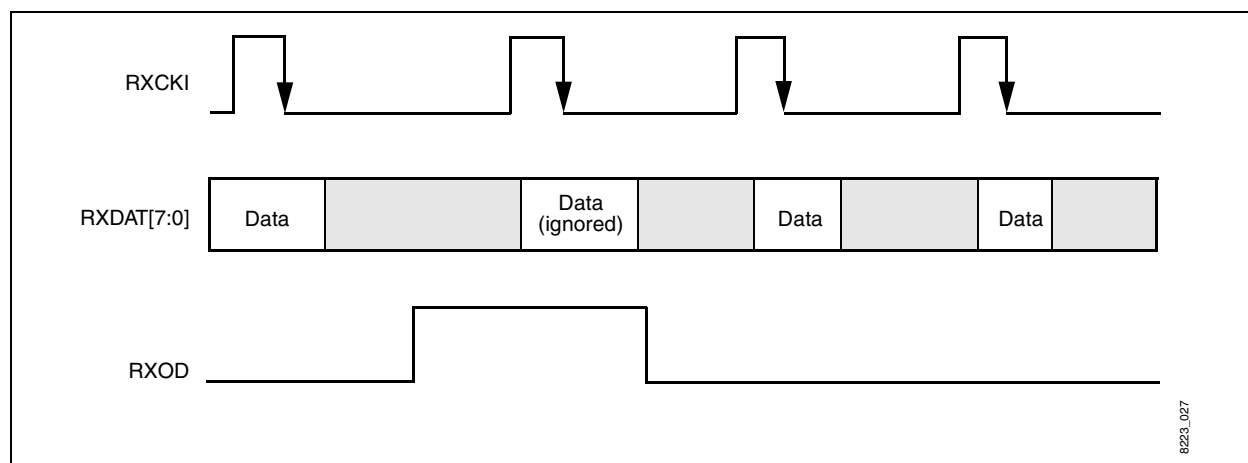 RXCKI
RXDAT[7:0]
Data
Data
(ignored)
Data
Data
RXOD
8223_027